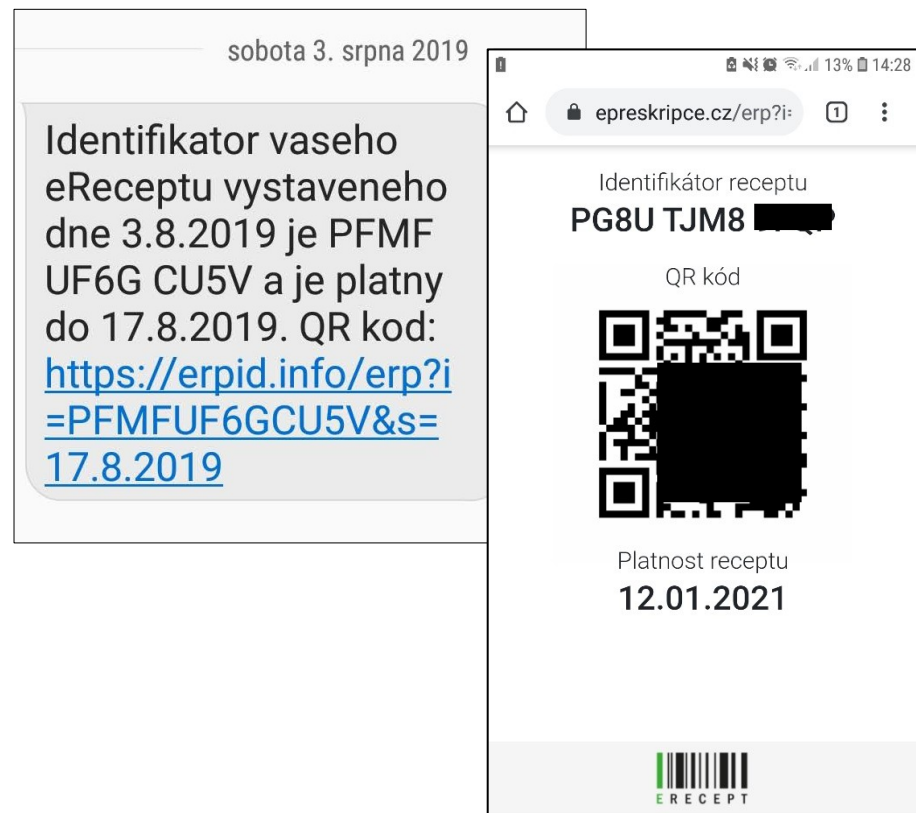 sobota 3. srpna 2019
Identifikator vaseho
eReceptu vystaveneho
dne 3.8.2019 je PFMF
UF6G CU5V a je platny
do 17.8.2019. QR kod:
https://erpid.info/erp?i
=PFMFUF6GCU5V&s=
17.8.2019
13% 14:28
epreskripce.cz/erp?i=
1
Identifikátor receptu
PG8U TJM8
QR kód
Platnost receptu
12.01.2021
ERECEPT